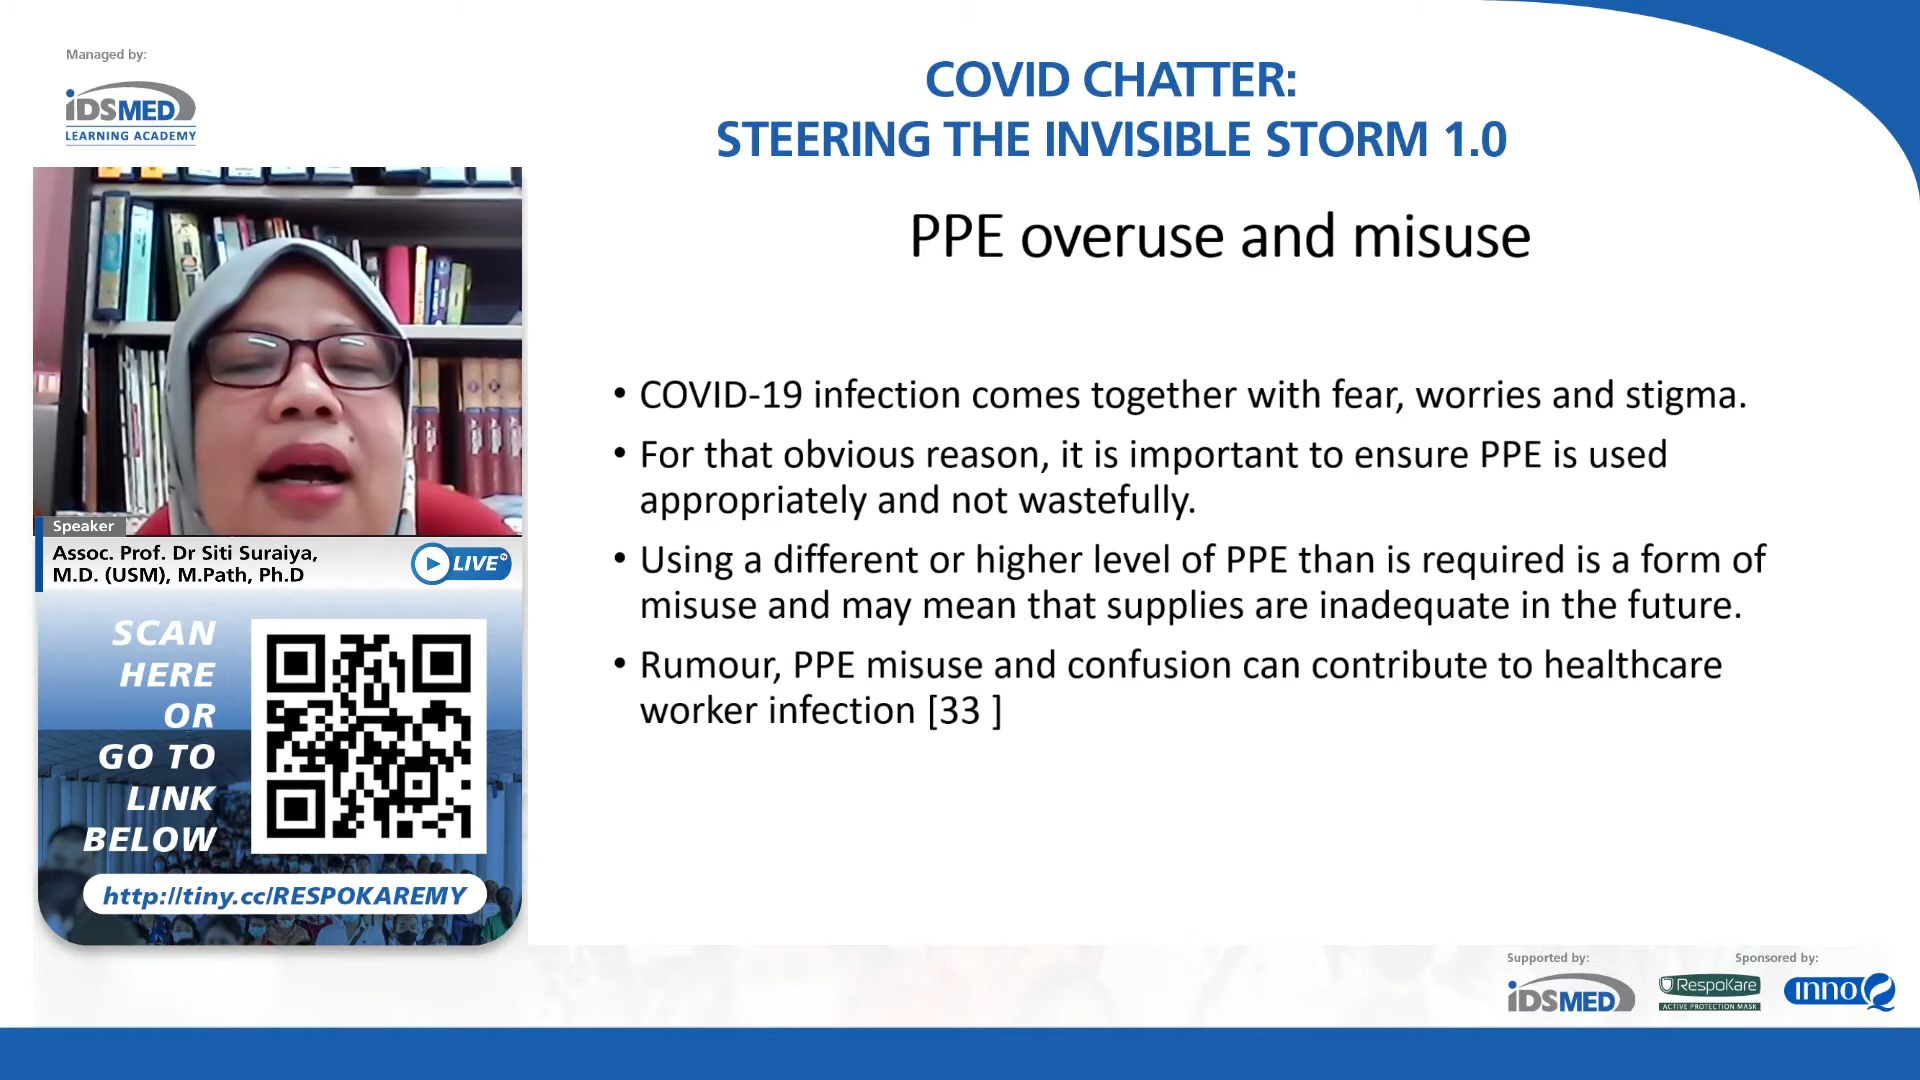 Managed by:
iDSMED
LEARNING ACADEMY
COVID CHATTER:
STEERING THE INVISIBLE STORM 1.0
PPE overuse and misuse
• COVID-19 infection comes together with fear, worries and stigma.
• For that obvious reason, it is important to ensure PPE is used
appropriately and not wastefully.
• Using a different or higher level of PPE than is required is a form of
misuse and may mean that supplies are inadequate in the future.
• Rumour, PPE misuse and confusion can contribute to healthcare
worker infection [33 ]
Speaker
Assoc. Prof. Dr Siti Suraiya,
M.D. (USM), M.Path, Ph.D
LIVE
SCAN
HERE
OR
GO TO
LINK
BELOW
http://tiny.cc/RESPOKAREMY
Supported by:
Sponsored by:
iDSMED
RespoKare
ACTIVE PROTECTION MASK
InnoQ